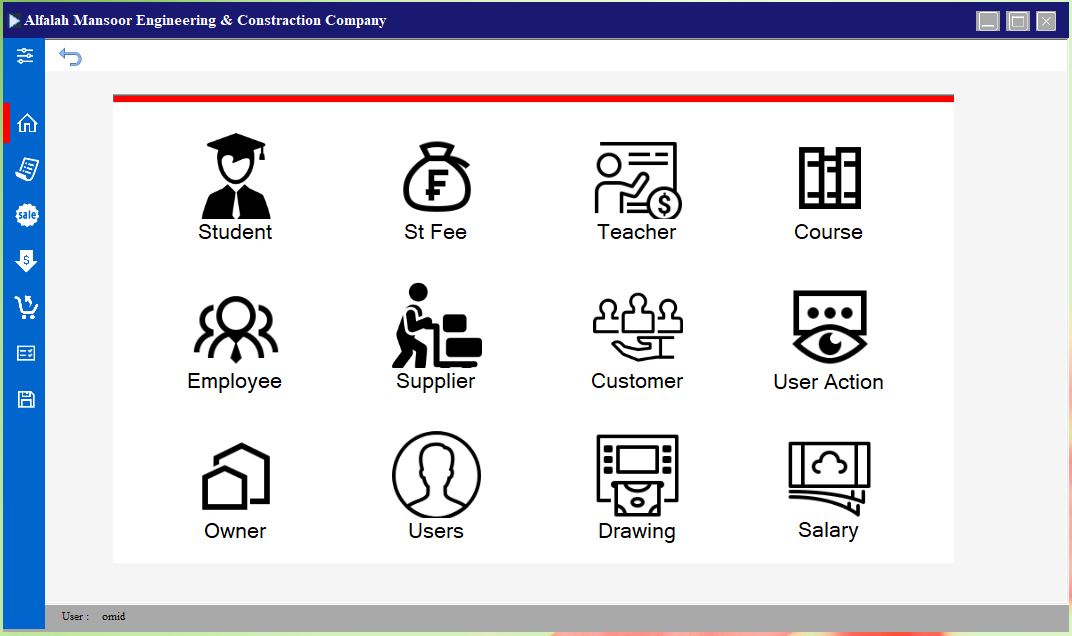 Alfalah Mansoor Engineering & Constraction Company
sale
$
Student
St Fee
$
Teacher
Course
Employee
Supplier
Customer
User Action
Owner
Users
Drawing
Salary
User : omid